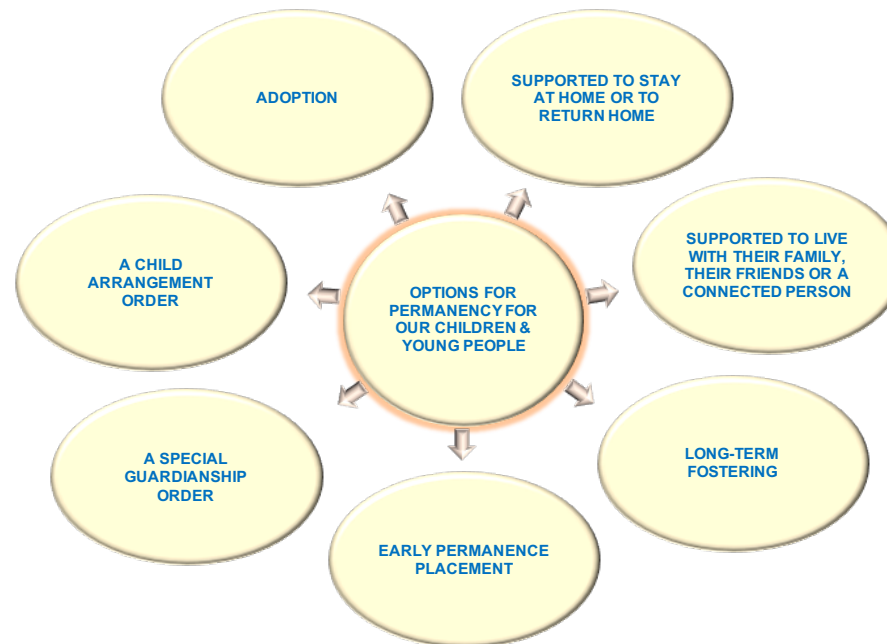 ADOPTION
SUPPORTED TO STAY
AT HOME OR TO
RETURN HOME
A CHILD
ARRANGEMENT
ORDER
OPTIONS FOR
PERMANENCY FOR
OUR CHILDREN &
YOUNG PEOPLE
SUPPORTED TO LIVE
WITH THEIR FAMILY,
THEIR FRIENDS OR A
CONNECTED PERSON
A SPECIAL
GUARDIANSHIP
ORDER
LONG-TERM
FOSTERING
EARLY PERMANENCE
PLACEMENT